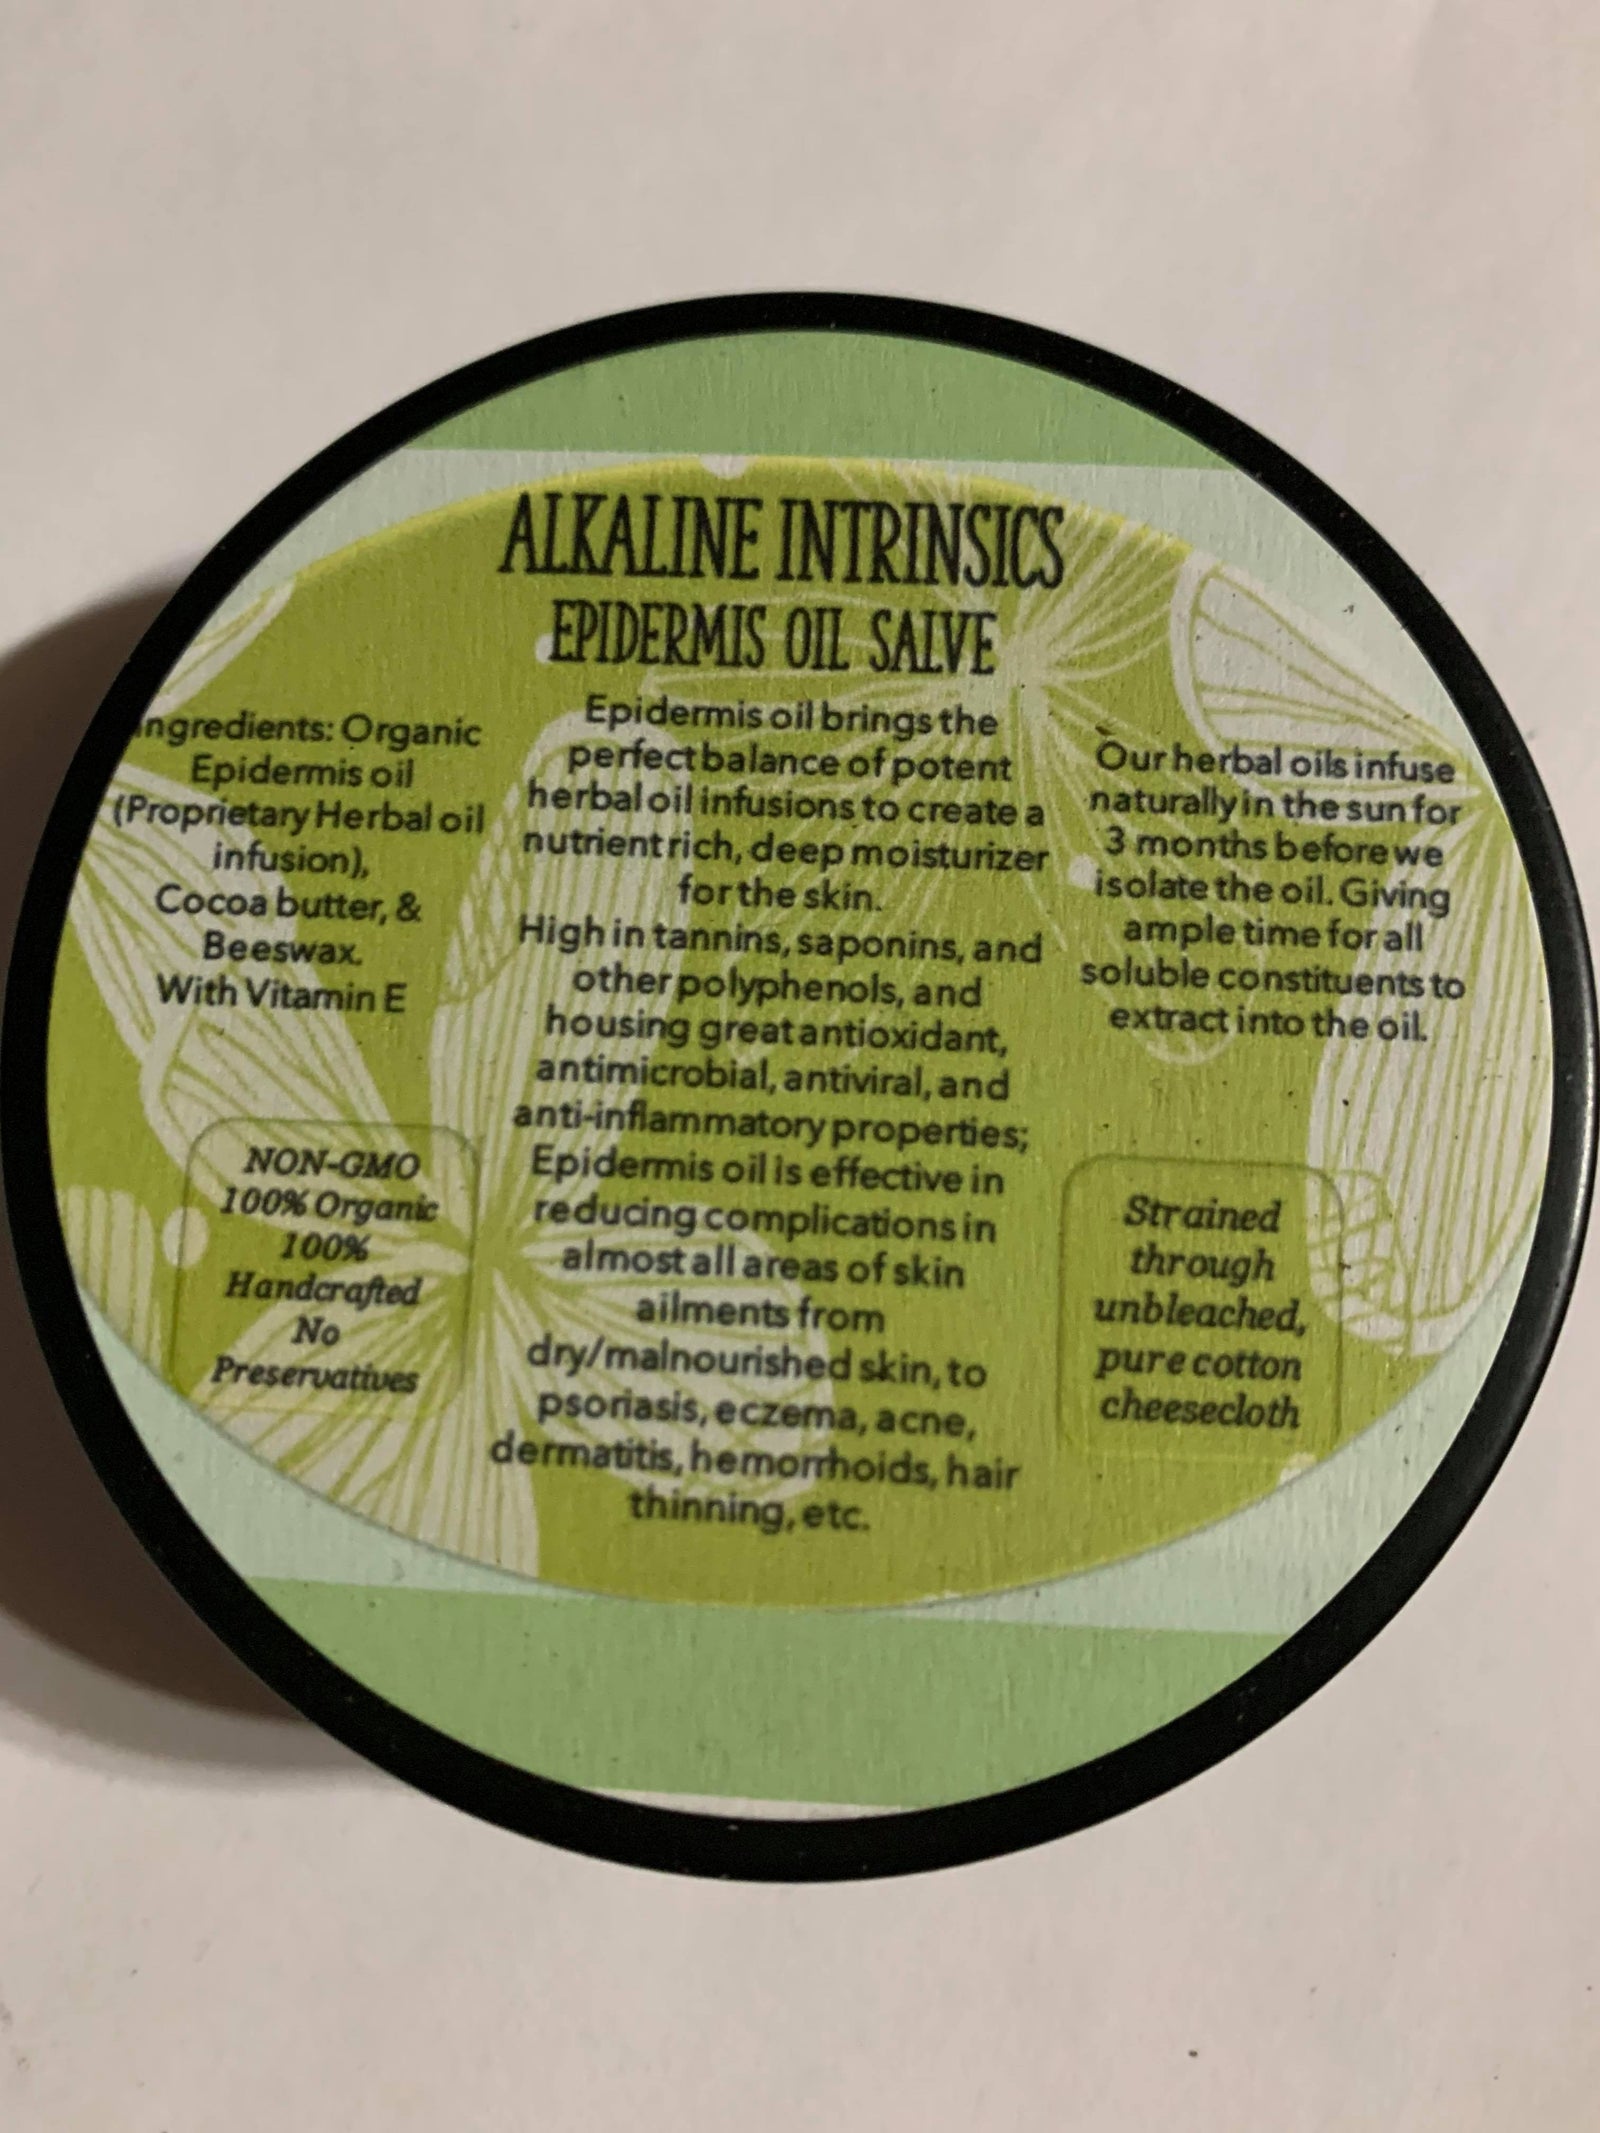 ALKALINE INTRINSICS
EPIDERMIS OIL SALVE
Ingredients: Organic
Epidermis oil
(Proprietary Herbal oil
infusion),
Cocoa butter, &
Beeswax.
With Vitamin E
NON-GMO
100% Organic
100%
Handcrafted
No
Preservatives
Epidermis oil brings the
perfect balance of potent
herbal oil infusions to create a
nutrient rich, deep moisturizer
for the skin.
High in tannins, saponins, and
other polyphenols, and
housing great antioxidant,
antimicrobial, antiviral, and
anti-inflammatory properties;
Epidermis oil is effective in
reducing complications in
almost all areas of skin
ailments from
dry/malnourished skin, to
psoriasis, eczema, acne,
dermatitis, hemorrhoids, hair
thinning, etc.
Our herbal oils infuse
naturally in the sun for
3 months before we
isolate the oil. Giving
ample time for all
soluble constituents to
extract into the oil.
Strained
through
unbleached,
pure cotton
cheesecloth